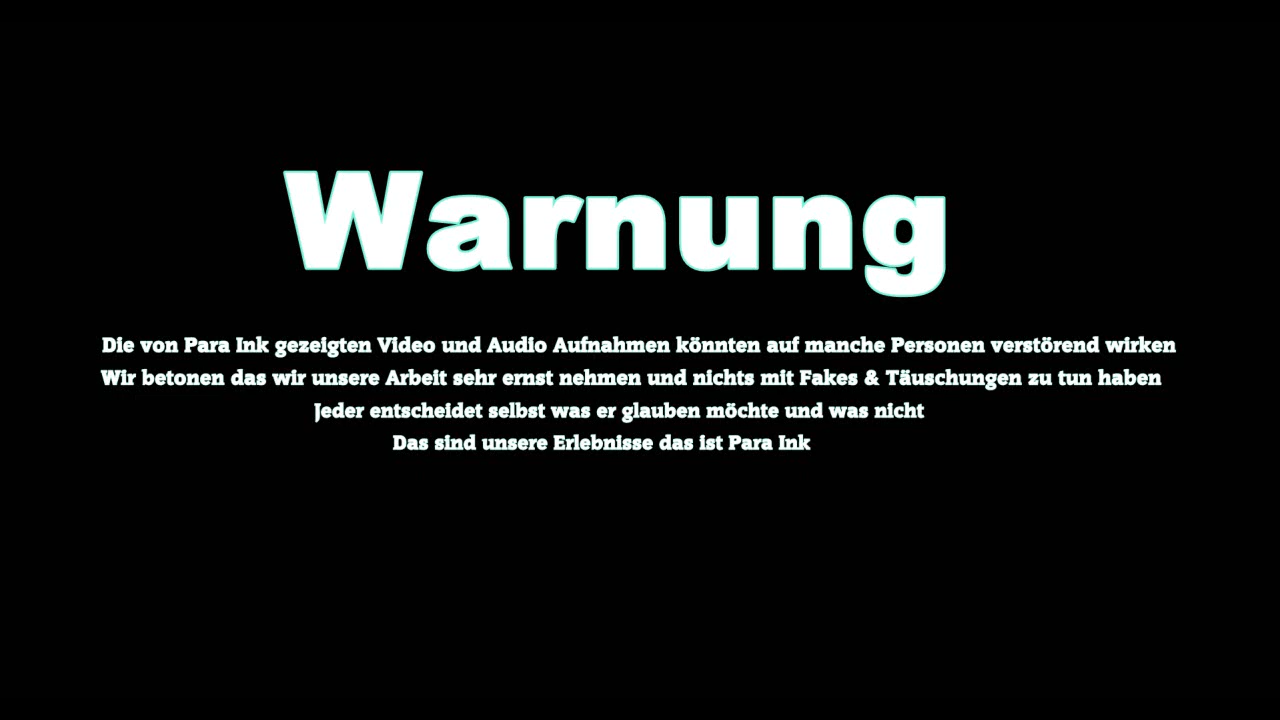 Warnung
Die von Para Ink gezeigten Video und Audio Aufnahmen könnten auf manche Personen verstörend wirken
Wir betonen das wir unsere Arbeit sehr ernst nehmen und nichts mit Fakes & Täuschungen zu tun haben
Jeder entscheidet selbst was er glauben möchte und was nicht
Das sind unsere Erlebnisse das ist Para Ink